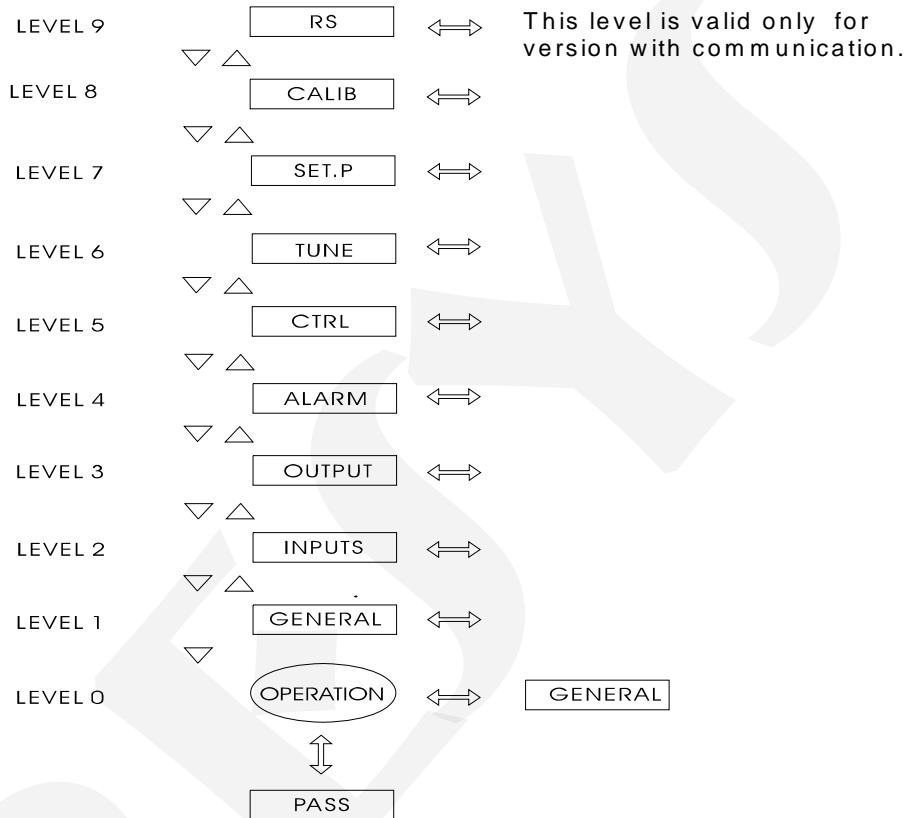 LEVEL 9 RS This level is valid only for
version with communication.
LEVEL 8 CALIB
LEVEL 7 SET.P
LEVEL 6 TUNE
LEVEL 5 CTRL
LEVEL 4 ALARM
LEVEL 3 OUTPUT
LEVEL 2 INPUTS
LEVEL 1 GENERAL
LEVEL 0 OPERATION GENERAL
PASS